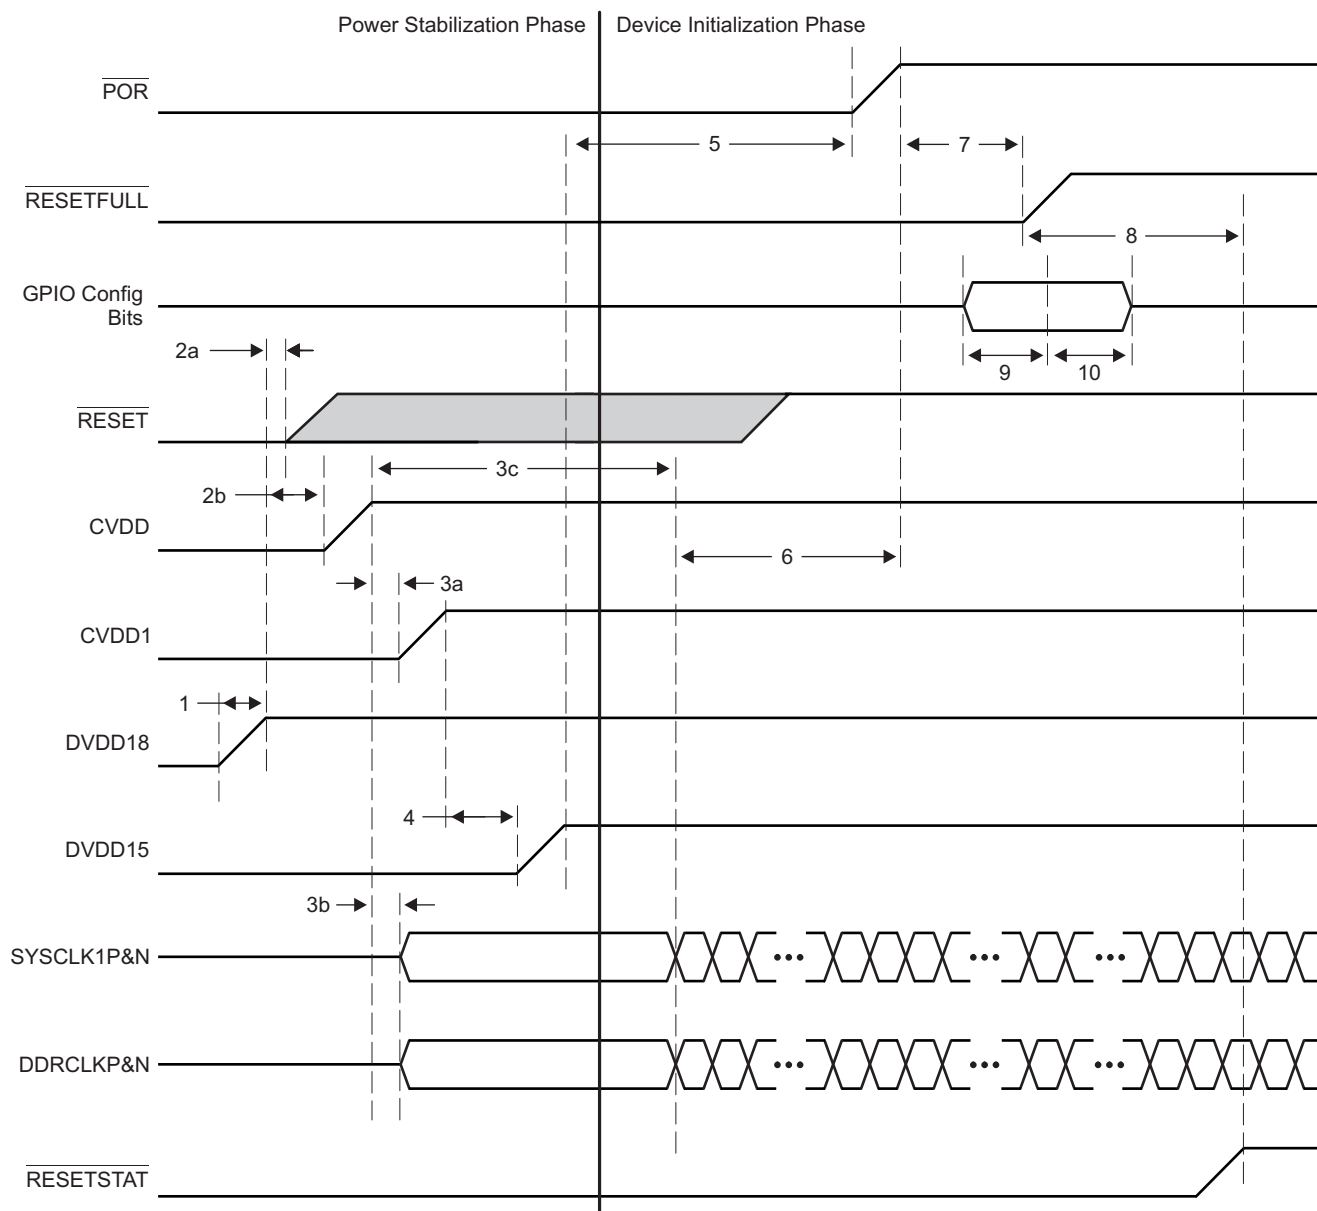 Power Stabilization Phase
Device Initialization Phase
POR
5
7
RESETFULL
8
GPIO Config
Bits
2a
9
10
RESET
3c
2b
CVDD
6
3a
CVDD1
1
DVDD18
4
DVDD15
3b
SYSCLK1P&N
DDRCLKP&N
RESETSTAT